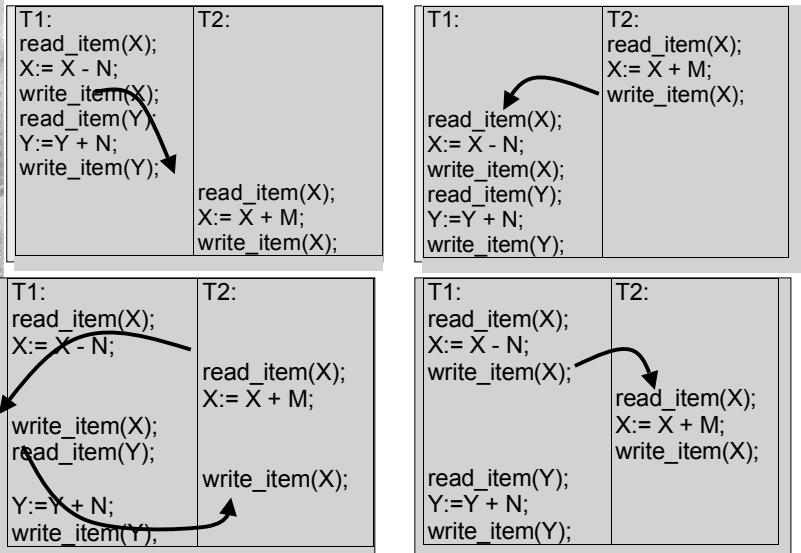 T1:
read_item(X);
X:= X - N;
write_item(X);
read_item(Y);
Y:=Y + N;
write_item(Y);
T2:
read_item(X);
X:= X + M;
write_item(X);
T1:
read_item(X);
X:= X - N;
write_item(X);
read_item(Y);
Y:=Y + N;
write_item(Y);
T2:
read_item(X);
X:= X + M;
write_item(X);
T1:
read_item(X);
X:= X - N;
write_item(X);
read_item(Y);
Y:=Y + N;
write_item(Y);
T2:
read_item(X);
X:= X + M;
write_item(X);
T1:
read_item(X);
X:= X - N;
write_item(X);
read_item(Y);
Y:=Y + N;
write_item(Y);
T2:
read_item(X);
X:= X + M;
write_item(X);